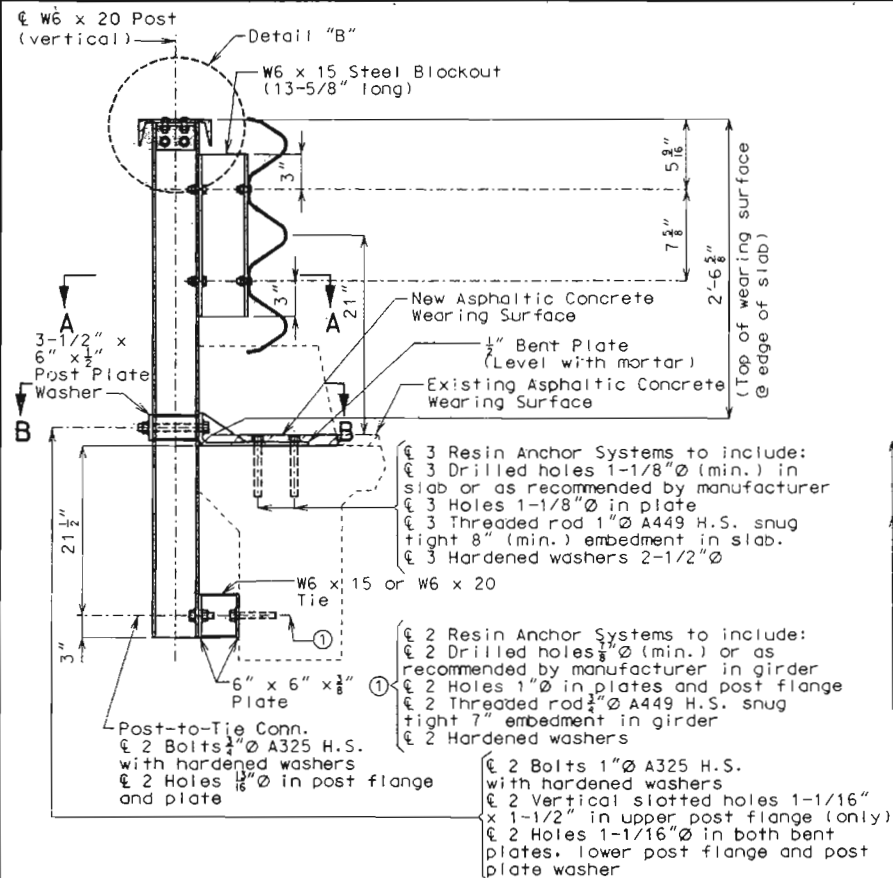 ℄ W6 x 20 Post
(vertical)
Detail "B"
W6 x 15 Steel Blockout
(13-5/8" long)
3"
5 9/16"
7 5/8"
2'-6 5/8"
(Top of wearing surface
@ edge of slab)
A
A
3"
21"
New Asphaltic Concrete
Wearing Surface
3-1/2" x
6" x 1/2"
Post Plate
Washer
1/2" Bent Plate
(Level with mortar)
Existing Asphaltic Concrete
Wearing Surface
B
B
℄ 3 Resin Anchor Systems to include:
℄ 3 Drilled holes 1-1/8"Ø (min.) in
slab or as recommended by manufacturer
℄ 3 Holes 1-1/8"Ø in plate
℄ 3 Threaded rod 1"Ø A449 H.S. snug
tight 8" (min.) embedment in slab.
℄ 3 Hardened washers 2-1/2"Ø
21 1/2"
W6 x 15 or W6 x 20
Tie
1
3"
6" x 6" x 3/8"
Plate
1
℄ 2 Resin Anchor Systems to include:
℄ 2 Drilled holes 7/8"Ø (min.) or as
recommended by manufacturer in girder
℄ 2 Holes 1"Ø in plates and post flange
℄ 2 Threaded rod 3/4"Ø A449 H.S. snug
tight 7" embedment in girder
℄ 2 Hardened washers
Post-to-Tie Conn.
℄ 2 Bolts 3/4"Ø A325 H.S.
with hardened washers
℄ 2 Holes 13/16"Ø in post flange
and plate
℄ 2 Bolts 1"Ø A325 H.S.
with hardened washers
℄ 2 Vertical slotted holes 1-1/16"
x 1-1/2" in upper post flange (only)
℄ 2 Holes 1-1/16"Ø in both bent
plates, lower post flange and post
plate washer